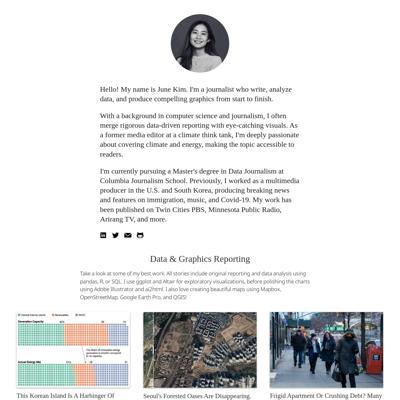 Hello! My name is June Kim. I'm a journalist who write, analyze
data, and produce compelling graphics from start to finish.
With a background in computer science and journalism, I often
merge rigorous data-driven reporting with eye-catching visuals. As
a former media editor at a climate think tank, I'm deeply passionate
about covering climate and energy, making the topic accessible to
readers.
I'm currently pursuing a Master's degree in Data Journalism at
Columbia Journalism School. Previously, I worked as a multimedia
producer in the U.S. and South Korea, producing breaking news
and features on immigration, music, and Covid-19. My work has
been published on Twin Cities PBS, Minnesota Public Radio,
Arirang TV, and more.
Data & Graphics Reporting
Take a look at some of my best work. All stories include original reporting and data analysis using
pandas, R, or SQL. I use ggplot and Altair for exploratory visualizations, before polishing the charts
using Adobe Illustrator and ai2html. I also love creating beautiful maps using Mapbox,
OpenStreetMap, Google Earth Pro, and QGIS!
Generation Capacity
Actual Energy Mix
This Korean Island Is A Harbinger Of
Seoul's Forested Oases Are Disappearing.
Frigid Apartment Or Crushing Debt? Many